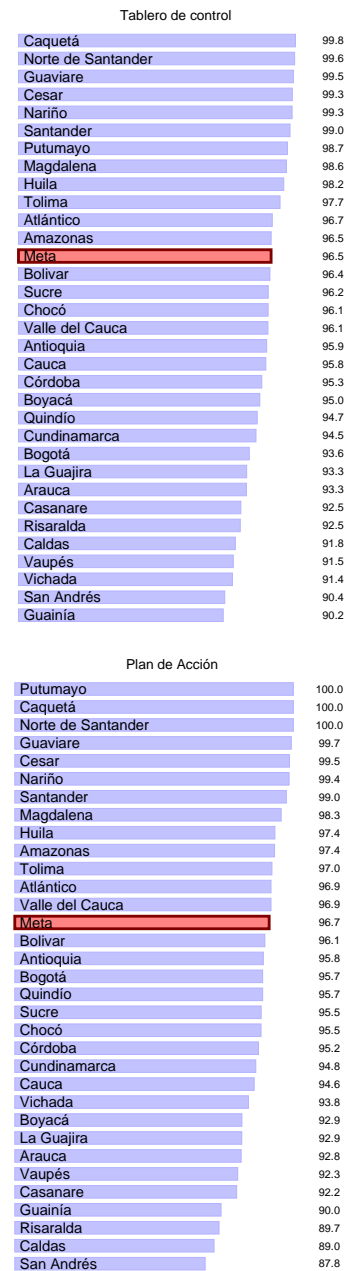 Tablero de control
Caquetá 99.8
Norte de Santander 99.6
Guaviare 99.5
Cesar 99.3
Nariño 99.3
Santander 99.0
Putumayo 98.7
Magdalena 98.6
Huila 98.2
Tolima 97.7
Atlántico 96.7
Amazonas 96.5
Meta 96.5
Bolivar 96.4
Sucre 96.2
Chocó 96.1
Valle del Cauca 96.1
Antioquia 95.9
Cauca 95.8
Córdoba 95.3
Boyacá 95.0
Quindío 94.7
Cundinamarca 94.5
Bogotá 93.6
La Guajira 93.3
Arauca 93.3
Casanare 92.5
Risaralda 92.5
Caldas 91.8
Vaupés 91.5
Vichada 91.4
San Andrés 90.4
Guainía 90.2
Plan de Acción
Putumayo 100.0
Caquetá 100.0
Norte de Santander 100.0
Guaviare 99.7
Cesar 99.5
Nariño 99.4
Santander 99.0
Magdalena 98.3
Huila 97.4
Amazonas 97.4
Tolima 97.0
Atlántico 96.9
Valle del Cauca 96.9
Meta 96.7
Bolivar 96.1
Antioquia 95.8
Bogotá 95.7
Quindío 95.7
Sucre 95.5
Chocó 95.5
Córdoba 95.2
Cundinamarca 94.8
Cauca 94.6
Vichada 93.8
Boyacá 92.9
La Guajira 92.9
Arauca 92.8
Vaupés 92.3
Casanare 92.2
Guainía 90.0
Risaralda 89.7
Caldas 89.0
San Andrés 87.8